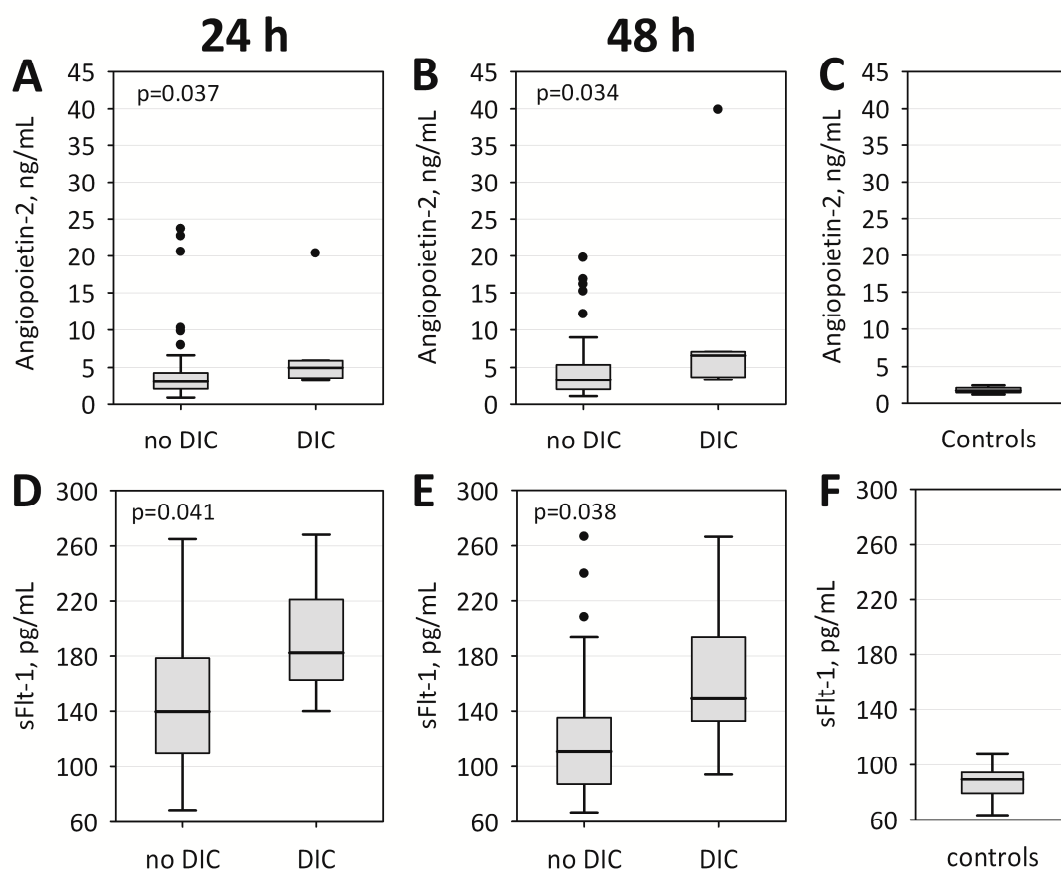 24 h
48 h
A
45
40
35
30
25
20
15
10
5
0
Angiopoietin-2, ng/mL
p=0.037
no DIC
DIC
B
45
40
35
30
25
20
15
10
5
0
Angiopoietin-2, ng/mL
p=0.034
no DIC
DIC
C
45
40
35
30
25
20
15
10
5
0
Angiopoietin-2, ng/mL
Controls
D
300
260
220
180
140
100
60
sFlt-1, pg/mL
p=0.041
no DIC
DIC
E
300
260
220
180
140
100
60
sFlt-1, pg/mL
p=0.038
no DIC
DIC
F
300
260
220
180
140
100
60
sFlt-1, pg/mL
controls